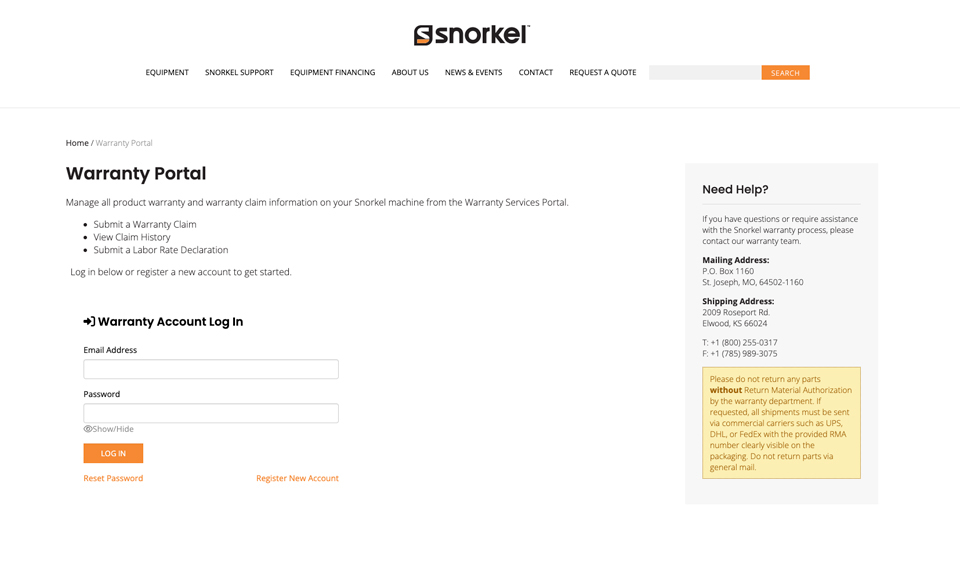 snorkel™
EQUIPMENT SNORKEL SUPPORT EQUIPMENT FINANCING ABOUT US NEWS & EVENTS CONTACT REQUEST A QUOTE SEARCH
Home / Warranty Portal
Warranty Portal
Manage all product warranty and warranty claim information on your Snorkel machine from the Warranty Services Portal.
• Submit a Warranty Claim
• View Claim History
• Submit a Labor Rate Declaration
Log in below or register a new account to get started.
Warranty Account Log In
Email Address
Password
Show/Hide
LOG IN
Reset Password Register New Account
Need Help?
If you have questions or require assistance
with the Snorkel warranty process, please
contact our warranty team.
Mailing Address:
P.O. Box 1160
St. Joseph, MO, 64502-1160
Shipping Address:
2009 Roseport Rd.
Elwood, KS 66024
T: +1 (800) 255-0317
F: +1 (785) 989-3075
Please do not return any parts
without Return Material Authorization
by the warranty department. If
requested, all shipments must be sent
via commercial carriers such as UPS,
DHL, or FedEx with the provided RMA
number clearly visible on the
packaging. Do not return parts via
general mail.